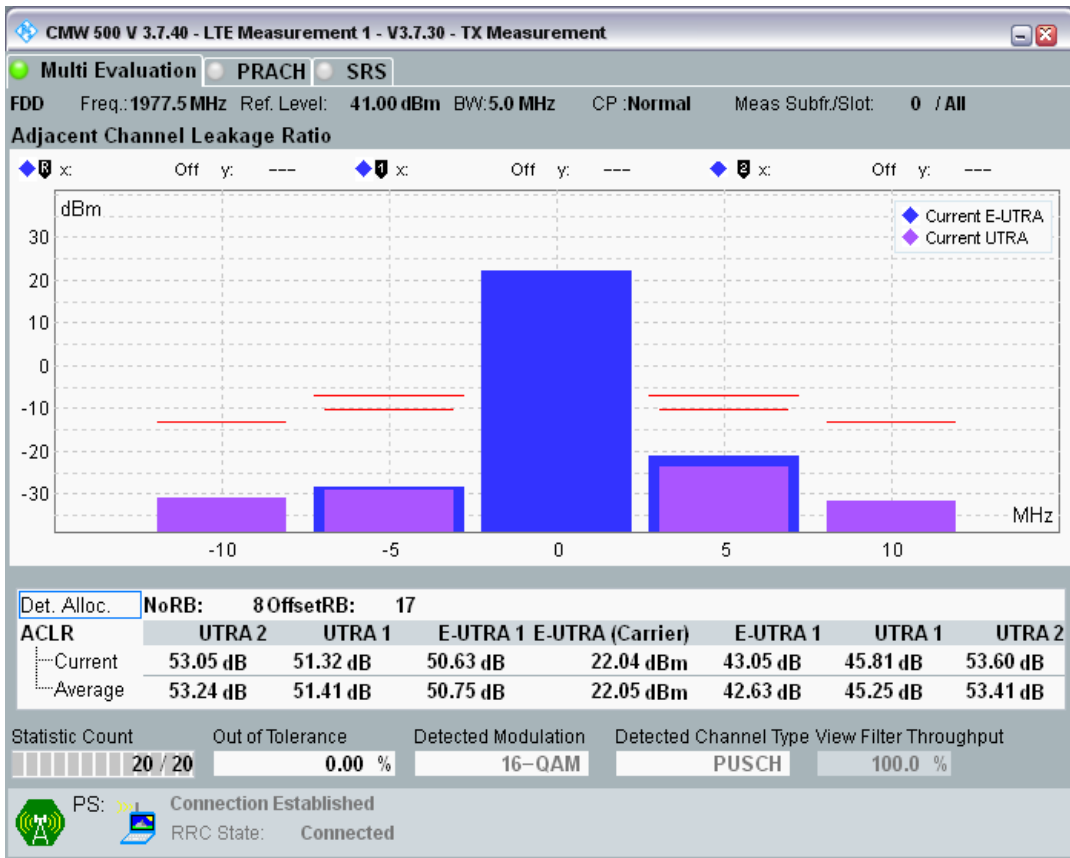 CMW 500 V 3.7.40 - LTE Measurement 1 - V3.7.30 - TX Measurement
Multi Evaluation PRACH SRS
FDD Freq.:1977.5 MHz Ref. Level: 41.00 dBm BW:5.0 MHz CP :Normal Meas Subfr./Slot: 0 / All
Adjacent Channel Leakage Ratio
R x: Off y: --- 1 x: Off y: --- 2 x: Off y: ---
dBm
Current E-UTRA
Current UTRA
30
20
10
0
-10
-20
-30
MHz
-10 -5 0 5 10
Det. Alloc. NoRB: 8 OffsetRB: 17
ACLR UTRA 2 UTRA 1 E-UTRA 1 E-UTRA (Carrier) E-UTRA 1 UTRA 1 UTRA 2
Current 53.05 dB 51.32 dB 50.63 dB 22.04 dBm 43.05 dB 45.81 dB 53.60 dB
Average 53.24 dB 51.41 dB 50.75 dB 22.05 dBm 42.63 dB 45.25 dB 53.41 dB
Statistic Count Out of Tolerance Detected Modulation Detected Channel Type View Filter Throughput
20 / 20 0.00 % 16-QAM PUSCH 100.0 %
PS: Connection Established
RRC State: Connected